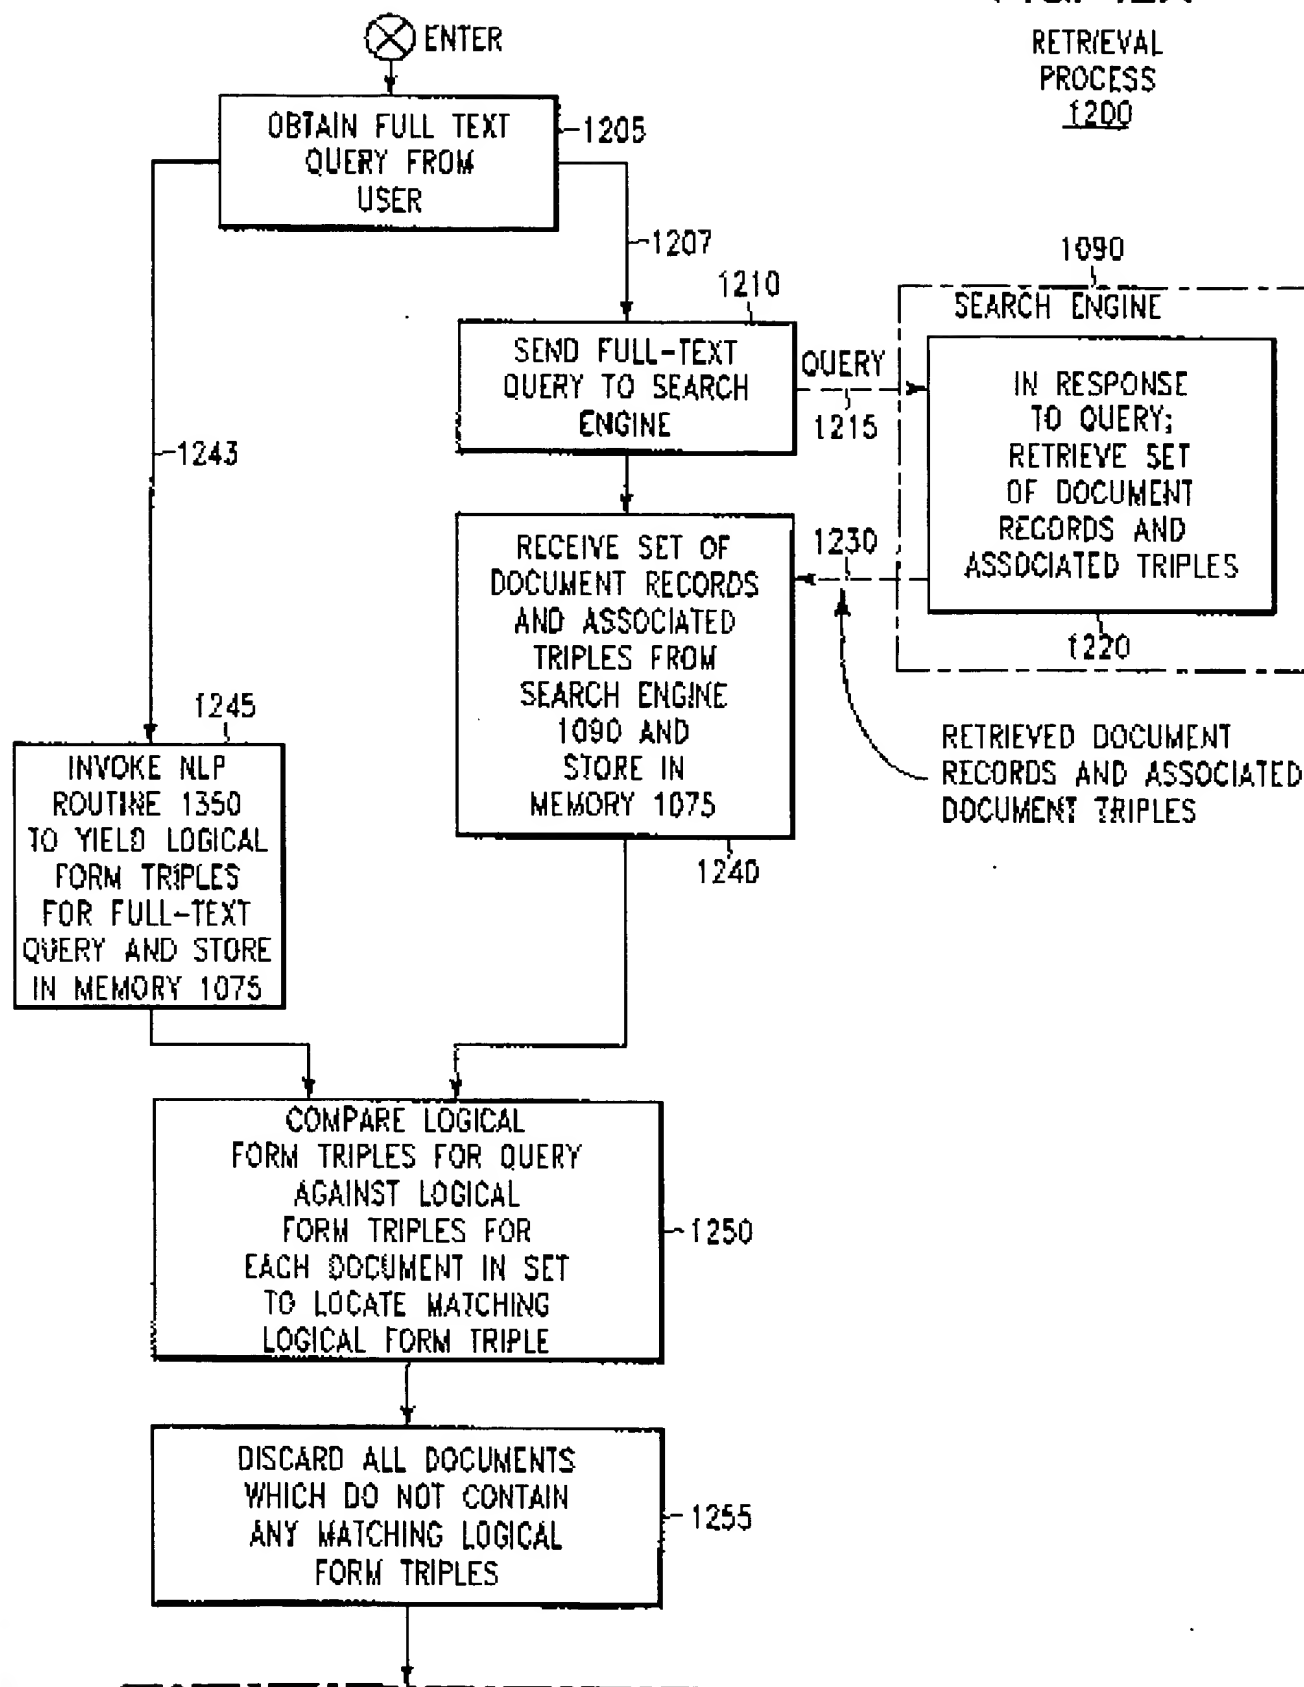 ENTER
RETRIEVAL
PROCESS
1200
OBTAIN FULL TEXT
QUERY FROM
USER
1205
1207
1243
1210
SEND FULL-TEXT
QUERY TO SEARCH
ENGINE
QUERY
1215
1090
SEARCH ENGINE
IN RESPONSE
TO QUERY;
RETRIEVE SET
OF DOCUMENT
RECORDS AND
ASSOCIATED TRIPLES
1220
1230
RECEIVE SET OF
DOCUMENT RECORDS
AND ASSOCIATED
TRIPLES FROM
SEARCH ENGINE
1090 AND
STORE IN
MEMORY 1075
1240
RETRIEVED DOCUMENT
RECORDS AND ASSOCIATED
DOCUMENT TRIPLES
1245
INVOKE NLP
ROUTINE 1350
TO YIELD LOGICAL
FORM TRIPLES
FOR FULL-TEXT
QUERY AND STORE
IN MEMORY 1075
COMPARE LOGICAL
FORM TRIPLES FOR QUERY
AGAINST LOGICAL
FORM TRIPLES FOR
EACH DOCUMENT IN SET
TO LOCATE MATCHING
LOGICAL FORM TRIPLE
1250
DISCARD ALL DOCUMENTS
WHICH DO NOT CONTAIN
ANY MATCHING LOGICAL
FORM TRIPLES
1255